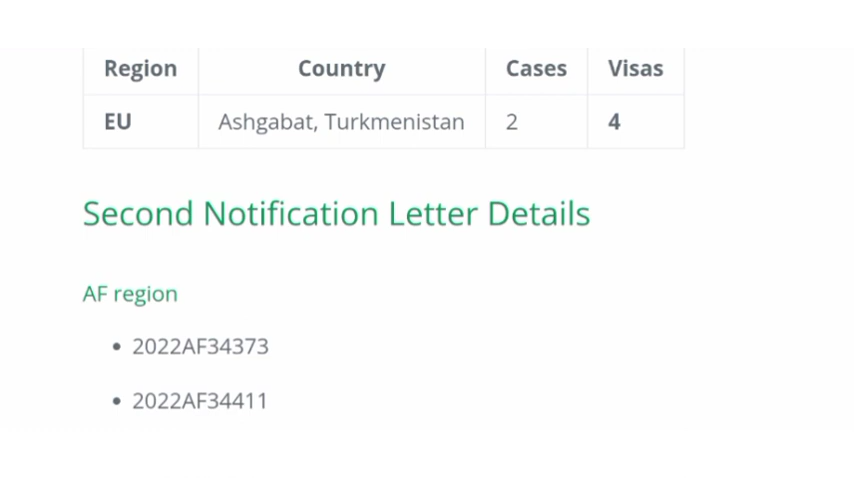 Region Country Cases Visas
EU Ashgabat, Turkmenistan 2 4
Second Notification Letter Details
AF region
• 2022AF34373
• 2022AF34411